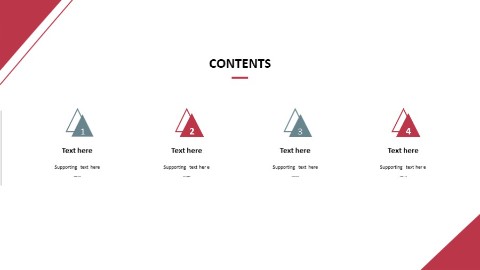 CONTENTS
1 2 3 4
Text here Text here Text here Text here
Supporting text here Supporting text here Supporting text here Supporting text here